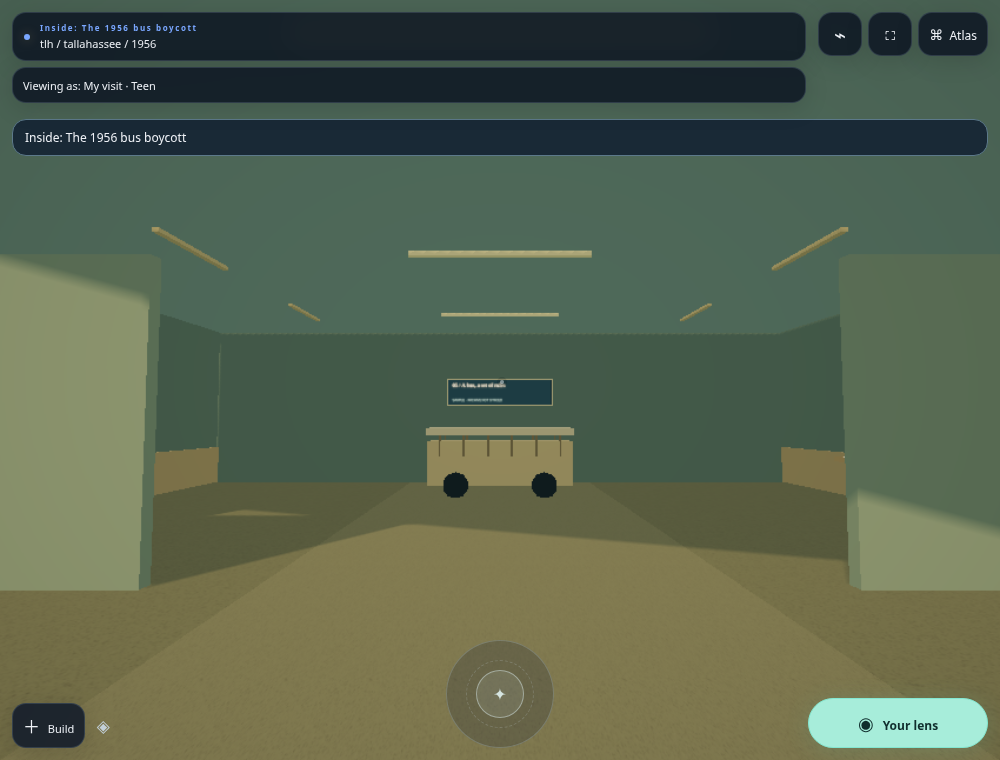 Inside: The 1956 bus boycott
tlh / tallahassee / 1956
⌘ Atlas
Viewing as: My visit · Teen
Inside: The 1956 bus boycott
+ Build
Your lens